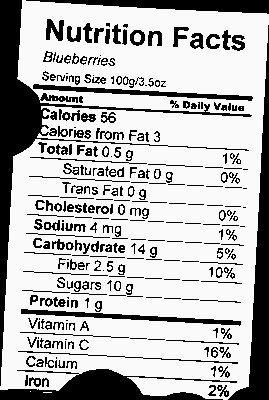 Nutrition Facts
Blueberries
Serving Size 100g/3.5oz
Amount % Daily Value
Calories 56
Calories from Fat 3
Total Fat 0.5 g 1%
Saturated Fat 0 g 0%
Trans Fat 0 g
Cholesterol 0 mg 0%
Sodium 4 mg 1%
Carbohydrate 14 g 5%
Fiber 2.5 g 10%
Sugars 10 g
Protein 1 g
Vitamin A 1%
Vitamin C 16%
Calcium 1%
Iron 2%